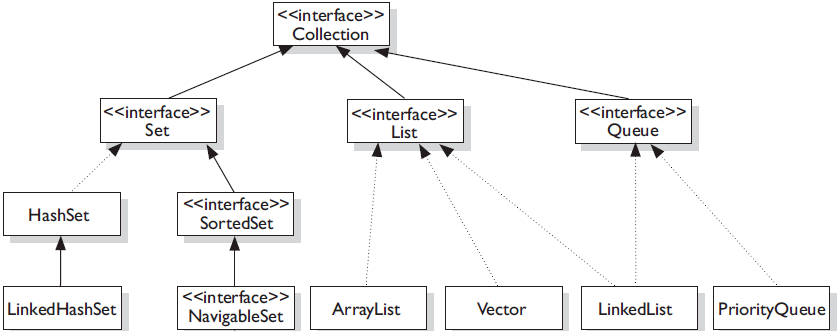 <<interface>>
Collection
<<interface>>
Set
<<interface>>
List
<<interface>>
Queue
HashSet
<<interface>>
SortedSet
LinkedHashSet
<<interface>>
NavigableSet
ArrayList
Vector
LinkedList
PriorityQueue